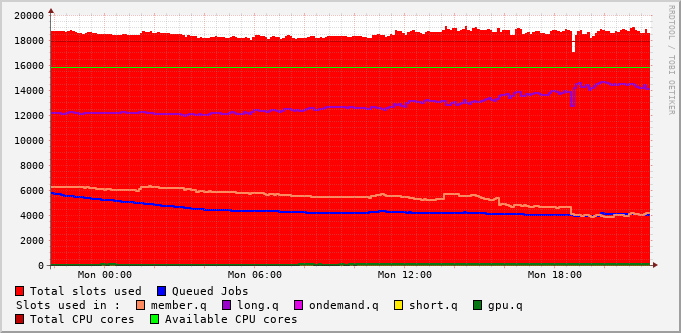 RRDTOOL / TOBI OETIKER
20000
18000
16000
14000
12000
10000
8000
6000
4000
2000
0
Mon 00:00 Mon 06:00 Mon 12:00 Mon 18:00
Total slots used Queued Jobs
Slots used in : member.q long.q ondemand.q short.q gpu.q
Total CPU cores Available CPU cores